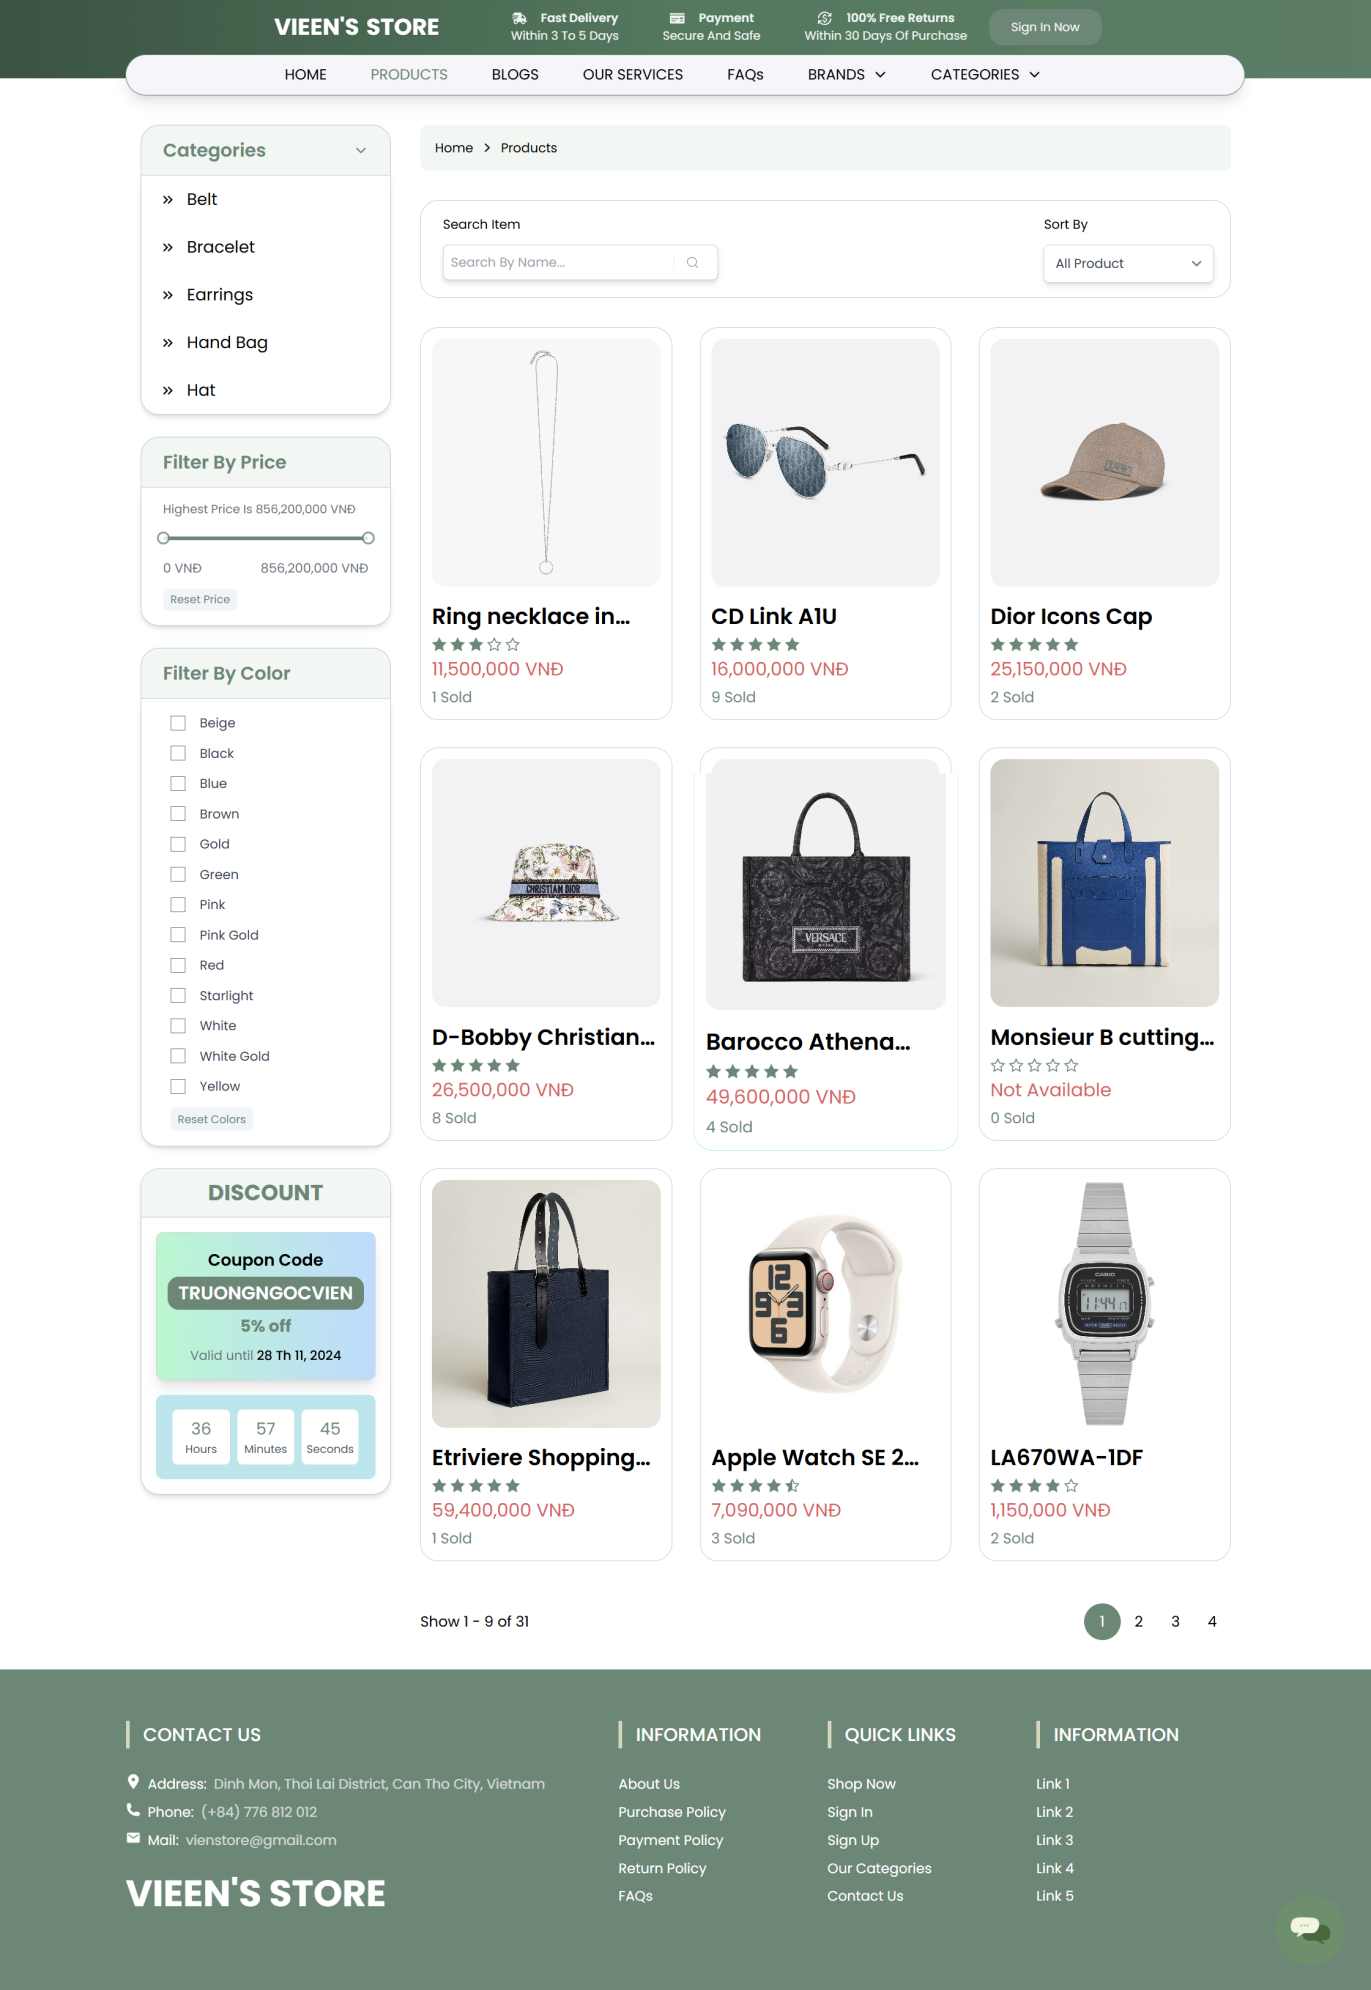 VIEEN'S STORE
Fast Delivery
Within 3 To 5 Days
Payment
Secure And Safe
100% Free Returns
Within 30 Days Of Purchase
Sign In Now
HOME
PRODUCTS
BLOGS
OUR SERVICES
FAQs
BRANDS
CATEGORIES
Categories
Belt
Bracelet
Earrings
Hand Bag
Hat
Filter By Price
Highest Price Is 856,200,000 VNĐ
0 VNĐ
856,200,000 VNĐ
Reset Price
Filter By Color
Beige
Black
Blue
Brown
Gold
Green
Pink
Pink Gold
Red
Starlight
White
White Gold
Yellow
Reset Colors
DISCOUNT
Coupon Code
TRUONGNGOCVIEN
5% off
Valid until 28 Th 11, 2024
36
Hours
57
Minutes
45
Seconds
Home > Products
Search Item
Search By Name...
Sort By
All Product
Ring necklace in...
11,500,000 VNĐ
1 Sold
CD Link A1U
16,000,000 VNĐ
9 Sold
DIOR
Dior Icons Cap
25,150,000 VNĐ
2 Sold
CHRISTIAN DIOR
D-Bobby Christian...
26,500,000 VNĐ
8 Sold
VERSACE
MILANO
Barocco Athena...
49,600,000 VNĐ
4 Sold
Monsieur B cutting...
Not Available
0 Sold
Etriviere Shopping...
59,400,000 VNĐ
1 Sold
12
9 3
6
Apple Watch SE 2...
7,090,000 VNĐ
3 Sold
CASIO
11:44
LA670WA-1DF
1,150,000 VNĐ
2 Sold
Show 1 - 9 of 31
1 2 3 4
CONTACT US
Address: Dinh Mon, Thoi Lai District, Can Tho City, Vietnam
Phone: (+84) 776 812 012
Mail: vienstore@gmail.com
VIEEN'S STORE
INFORMATION
About Us
Purchase Policy
Payment Policy
Return Policy
FAQs
QUICK LINKS
Shop Now
Sign In
Sign Up
Our Categories
Contact Us
INFORMATION
Link 1
Link 2
Link 3
Link 4
Link 5